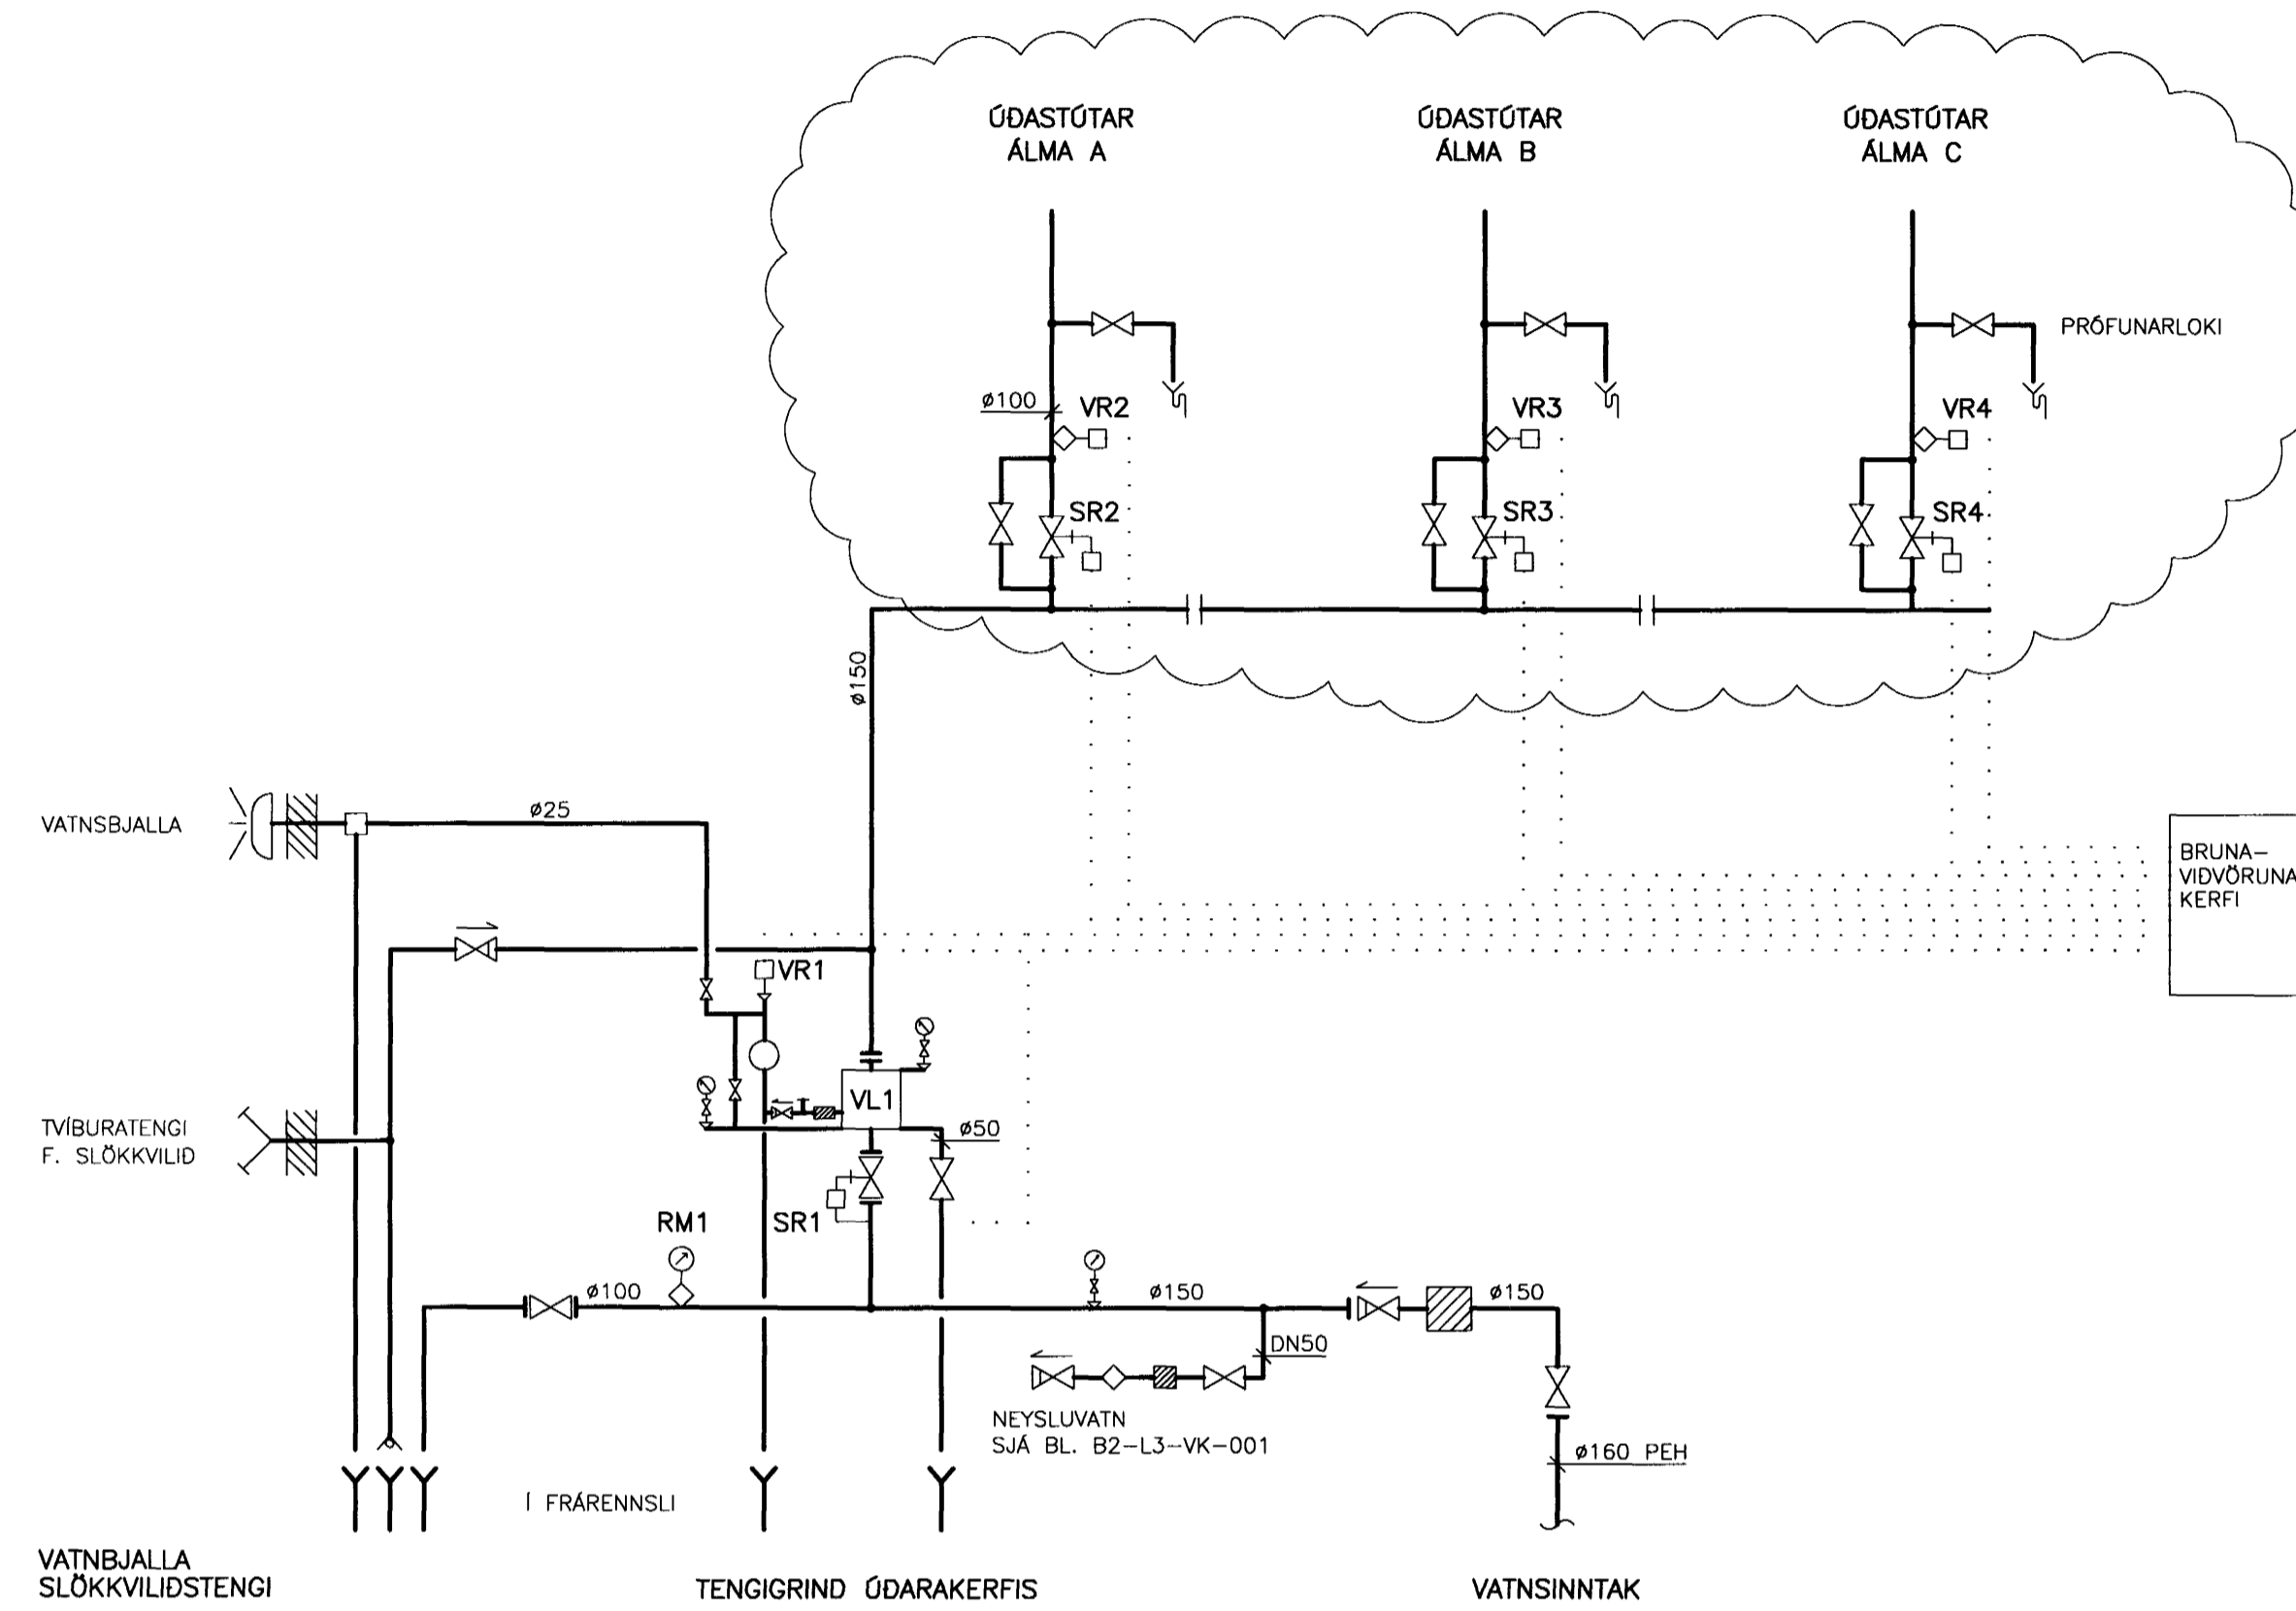 ÚÐASTÚTAR
ÁLMA A
ÚÐASTÚTAR
ÁLMA B
ÚÐASTÚTAR
ÁLMA C
PRÓFUNARLOKI
ø100
VR2
VR3
VR4
SR2
SR3
SR4
ø150
VATNSBJALLA
ø25
BRUNA-
VIÐVÖRUNA
KERFI
VR1
VL1
TVÍBURATENGI
F. SLÖKKVILIÐ
ø50
RM1
SR1
ø100
ø150
ø150
DN50
NEYSLUVATN
SJÁ BL. B2-L3-VK-001
ø160 PEH
Í FRÁRENNSLI
VATNBJALLA
SLÖKKVILIÐSTENGI
TENGIGRIND ÚÐARAKERFIS
VATNSINNTAK